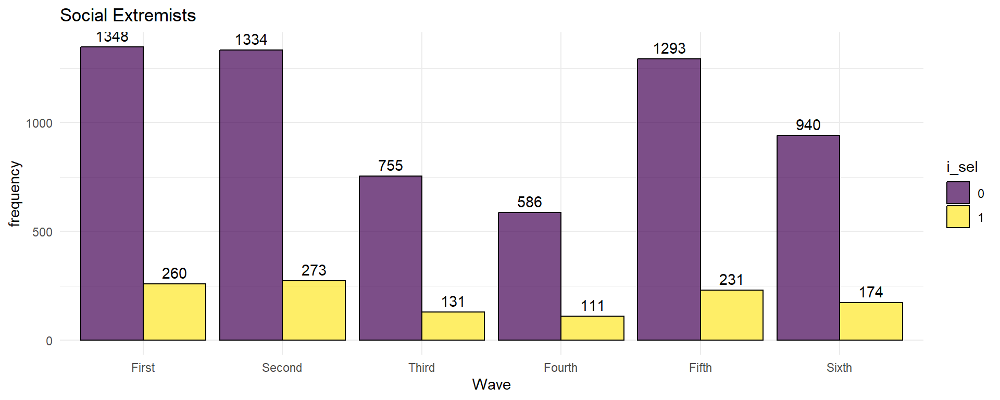 Social Extremists
1348
1334
1293
940
755
586
260
273
131
111
231
174
1000
500
0
frequency
First
Second
Third
Fourth
Fifth
Sixth
Wave
i_sel
0
1